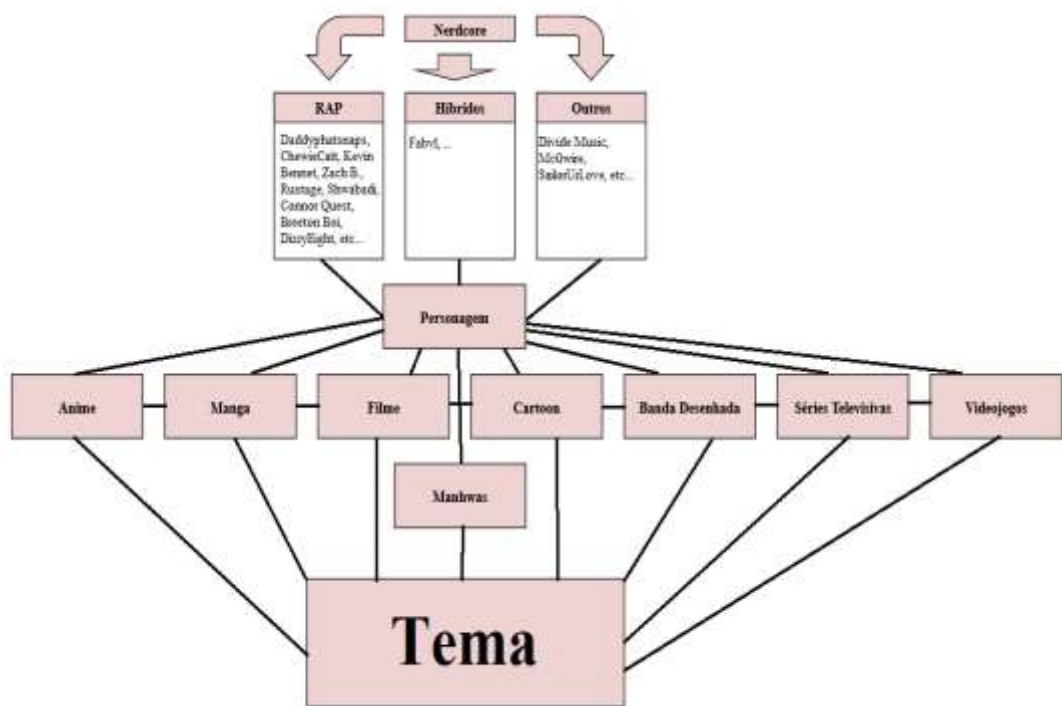 Nerdcore
RAP
Híbridos
Outros
Daddyphatsnaps,
ChewieCatt, Kevin
Bennet, Zach B.,
Rustage, Shwabadi,
Connor Quest,
Breeton Boi,
DizzyEight, etc...
Fabvl, ...
Divide Music,
McGwire,
SailorUrLove, etc...
Personagem
Anime
Manga
Filme
Cartoon
Banda Desenhada
Séries Televisivas
Videojogos
Manhwas
Tema